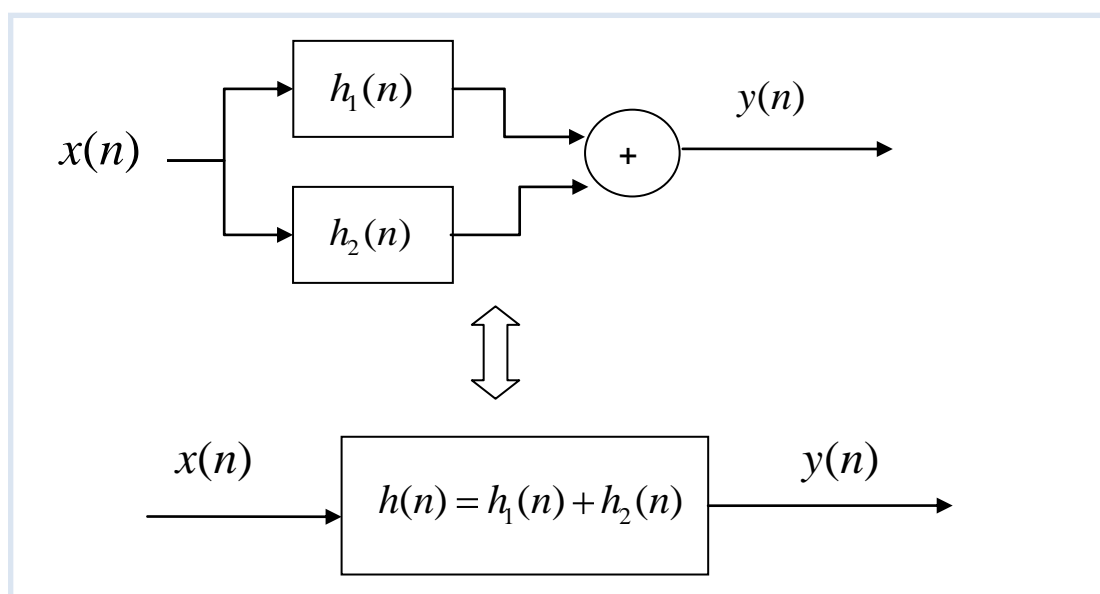 h₁(n)
y(n)
x(n)
+
h₂(n)
x(n)
y(n)
h(n) = h₁(n) + h₂(n)